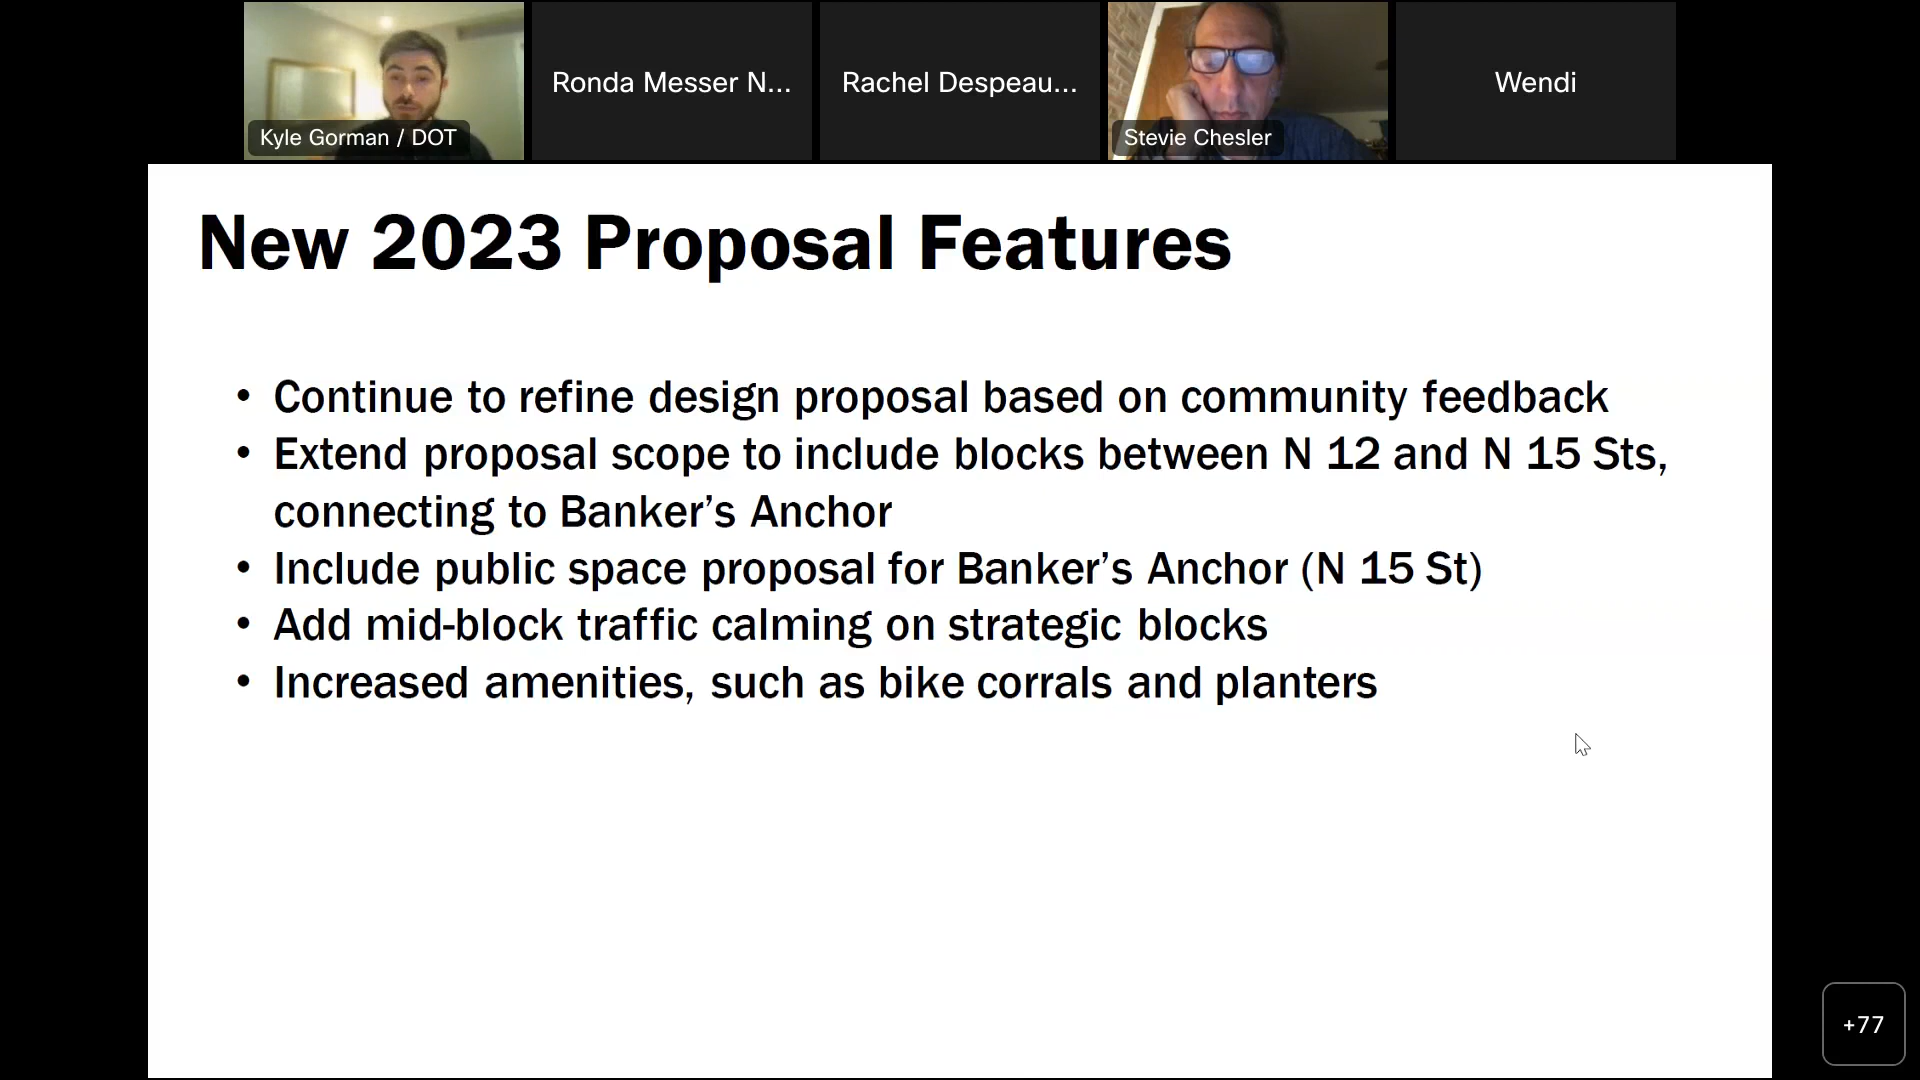 Kyle Gorman / DOT
Ronda Messer N...
Rachel Despeau...
Stevie Chesler
Wendi
New 2023 Proposal Features
• Continue to refine design proposal based on community feedback
• Extend proposal scope to include blocks between N 12 and N 15 Sts,
connecting to Banker’s Anchor
• Include public space proposal for Banker’s Anchor (N 15 St)
• Add mid-block traffic calming on strategic blocks
• Increased amenities, such as bike corrals and planters
+77